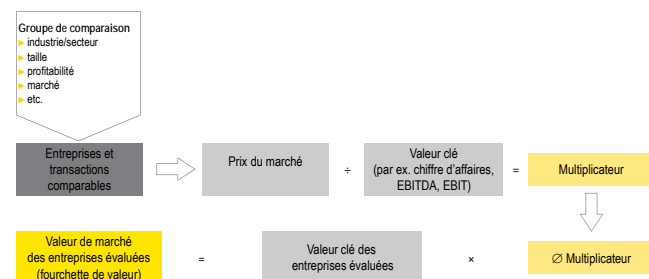 Groupe de comparaison
► industrie/secteur
► taille
► profitabilité
► marché
► etc.
Entreprises et
transactions
comparables
Prix du marché
÷
Valeur clé
(par ex. chiffre d'affaires,
EBITDA, EBIT)
=
Multiplicateur
Valeur de marché
des entreprises évaluées
(fourchette de valeur)
=
Valeur clé des
entreprises évaluées
×
∅ Multiplicateur